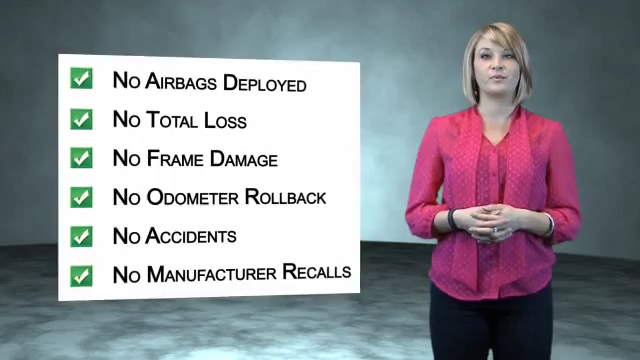 No Airbags Deployed
No Total Loss
No Frame Damage
No Odometer Rollback
No Accidents
No Manufacturer Recalls